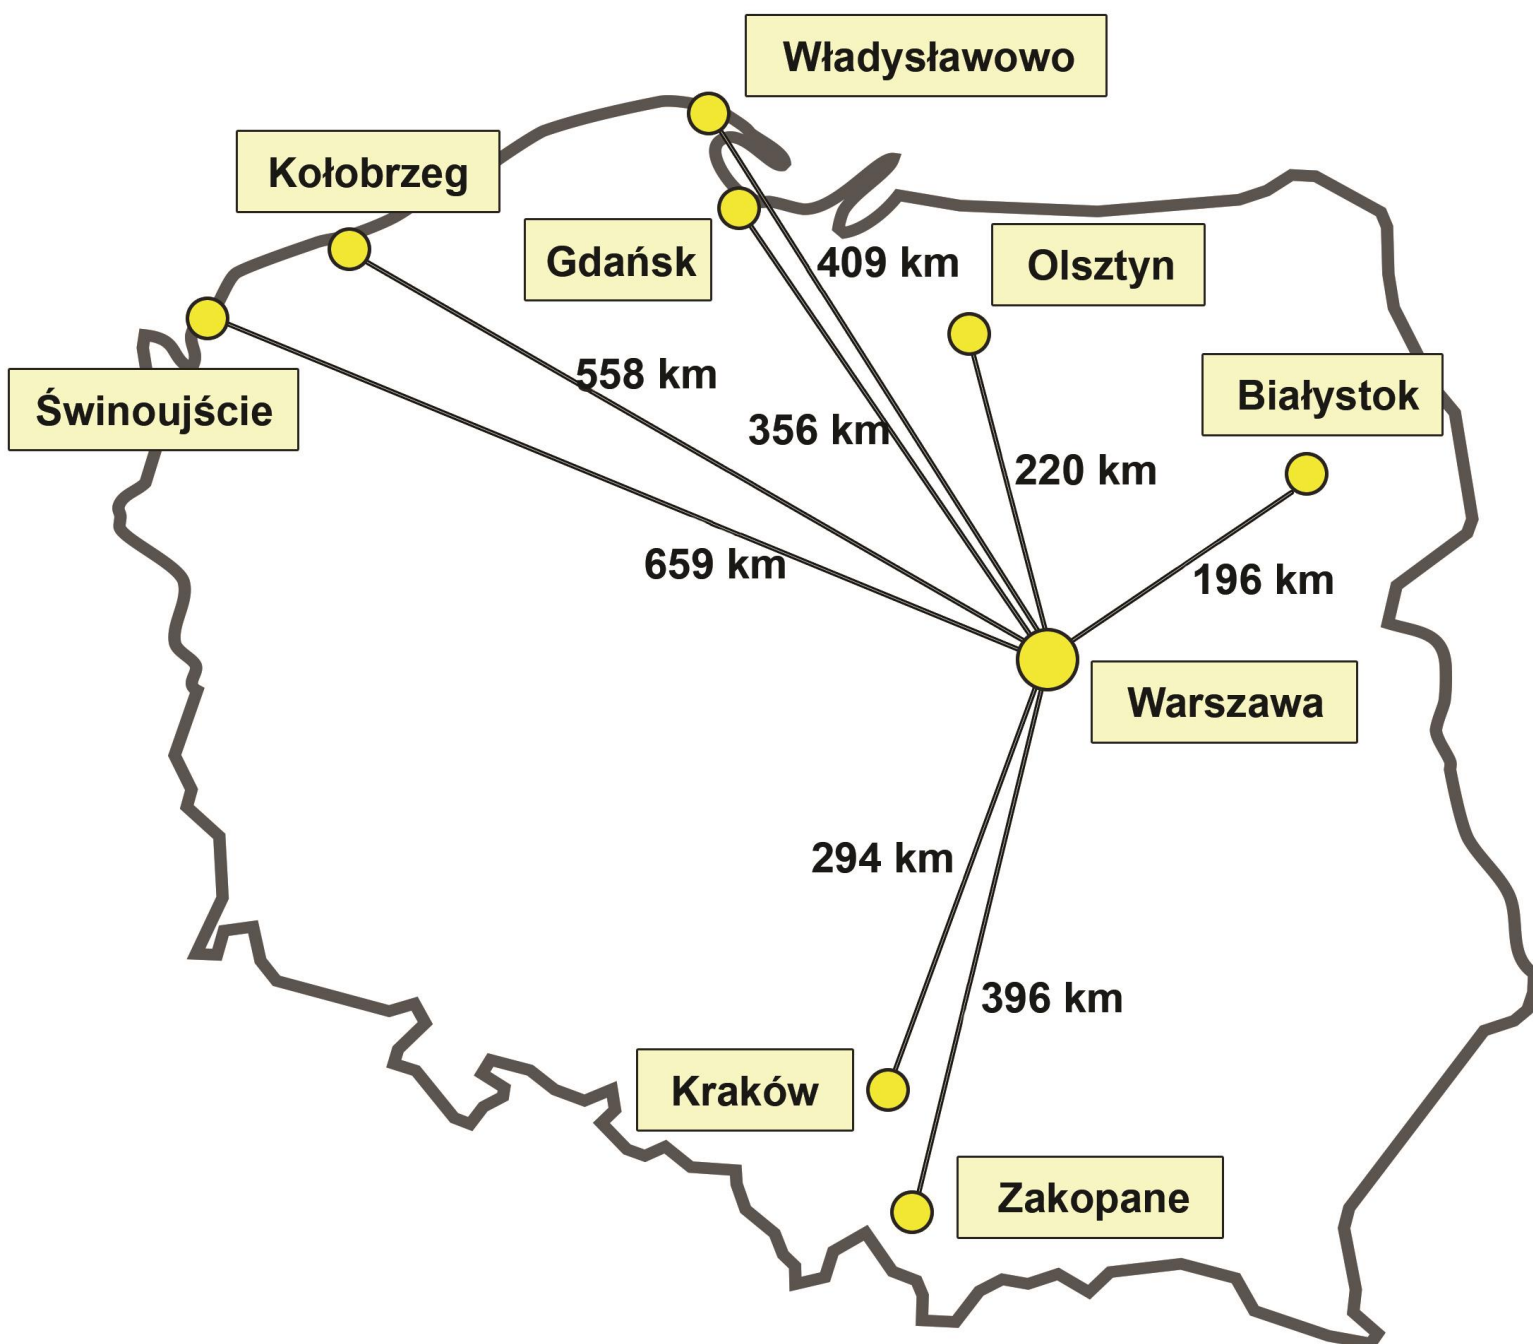 Władysławowo
Kołobrzeg
Gdańsk
409 km
Olsztyn
558 km
Świnoujście
Białystok
356 km
220 km
659 km
196 km
Warszawa
294 km
396 km
Kraków
Zakopane